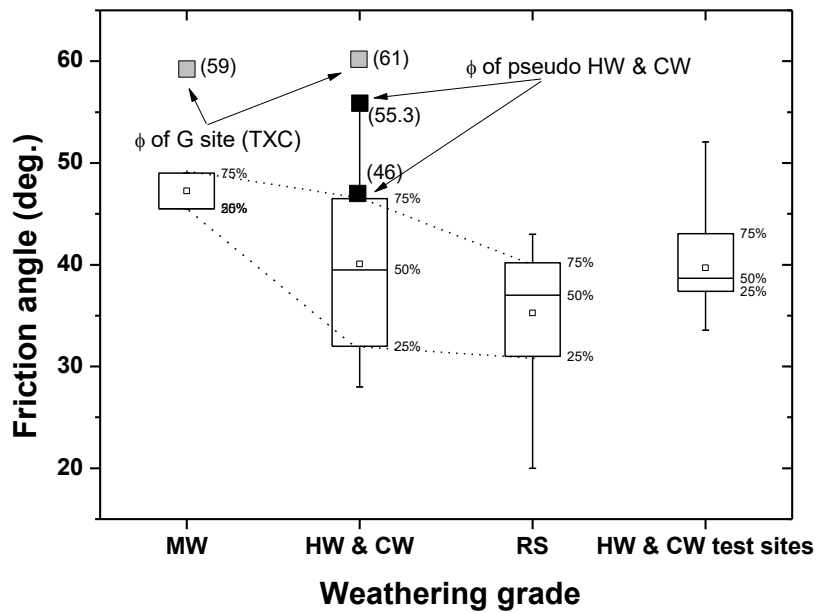 Friction angle (deg.)
60
50
40
30
20
(59)
(61)
ϕ of pseudo HW & CW
(55.3)
ϕ of G site (TXC)
(46)
75%
75%
50%
25%
75%
50%
25%
75%
50%
25%
MW
HW & CW
RS
HW & CW test sites
Weathering grade